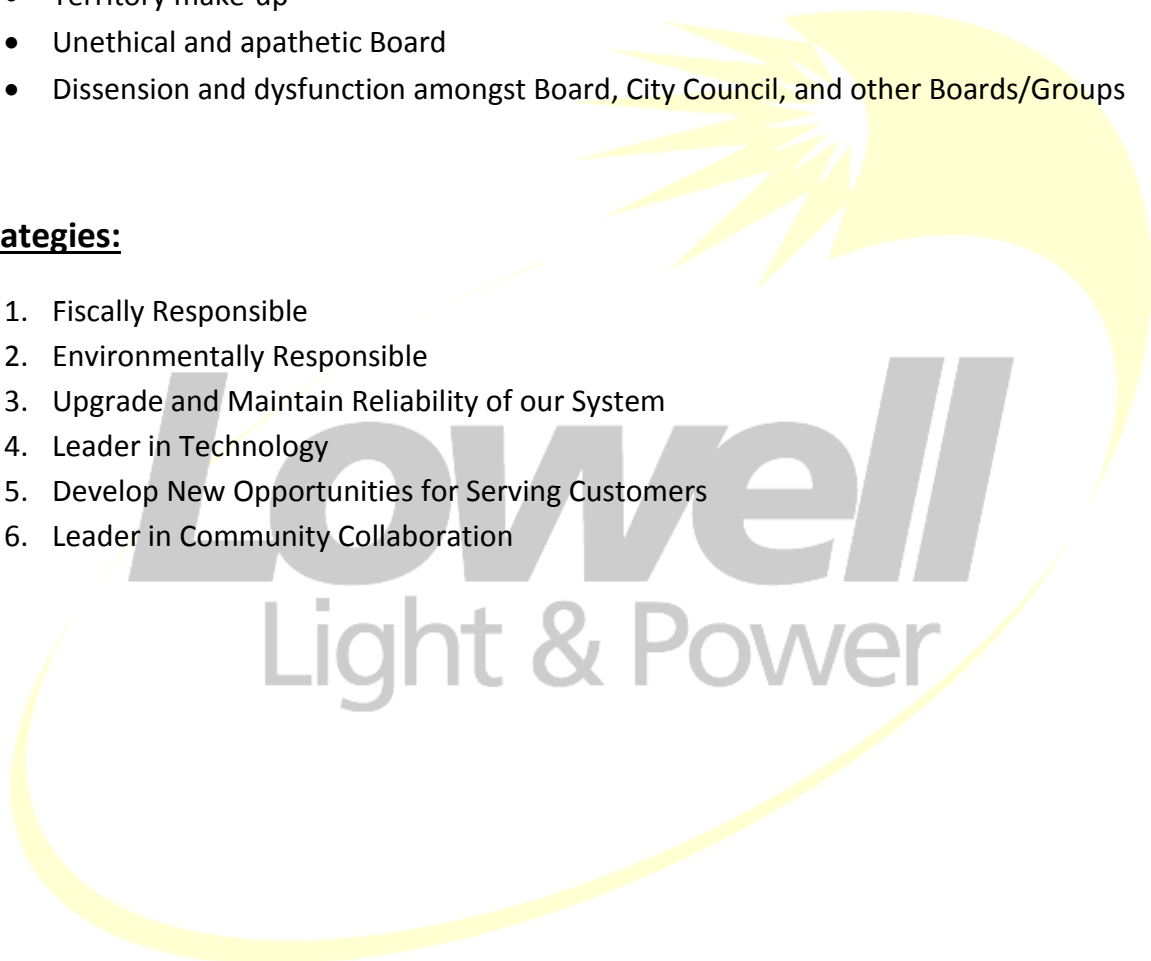 • Territory make-up
• Unethical and apathetic Board
• Dissension and dysfunction amongst Board, City Council, and other Boards/Groups
ategies:
1. Fiscally Responsible
2. Environmentally Responsible
3. Upgrade and Maintain Reliability of our System
4. Leader in Technology
5. Develop New Opportunities for Serving Customers
6. Leader in Community Collaboration
Lowell
Light & Power